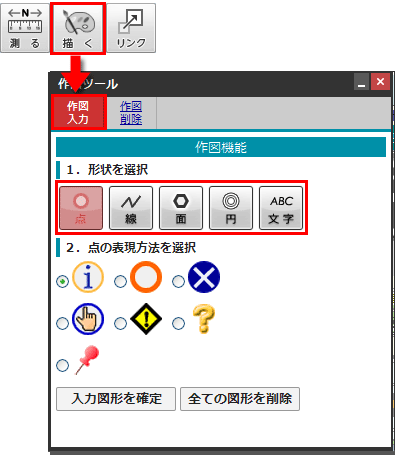 N
測る
描く
リンク
作図ツール
作図
入力
作図
削除
作図機能
1．形状を選択
点
線
面
円
ABC
文字
2．点の表現方法を選択
入力図形を確定
全ての図形を削除